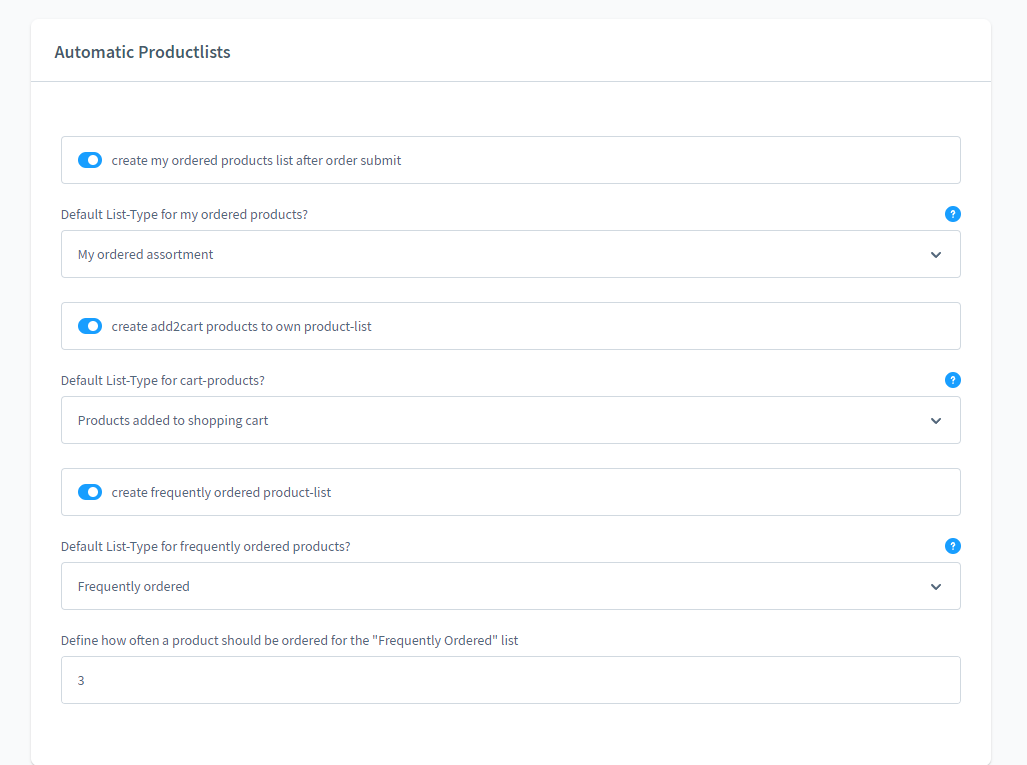 Automatic Productlists
create my ordered products list after order submit
Default List-Type for my ordered products?
?
My ordered assortment
create add2cart products to own product-list
Default List-Type for cart-products?
?
Products added to shopping cart
create frequently ordered product-list
Default List-Type for frequently ordered products?
?
Frequently ordered
Define how often a product should be ordered for the "Frequently Ordered" list
3